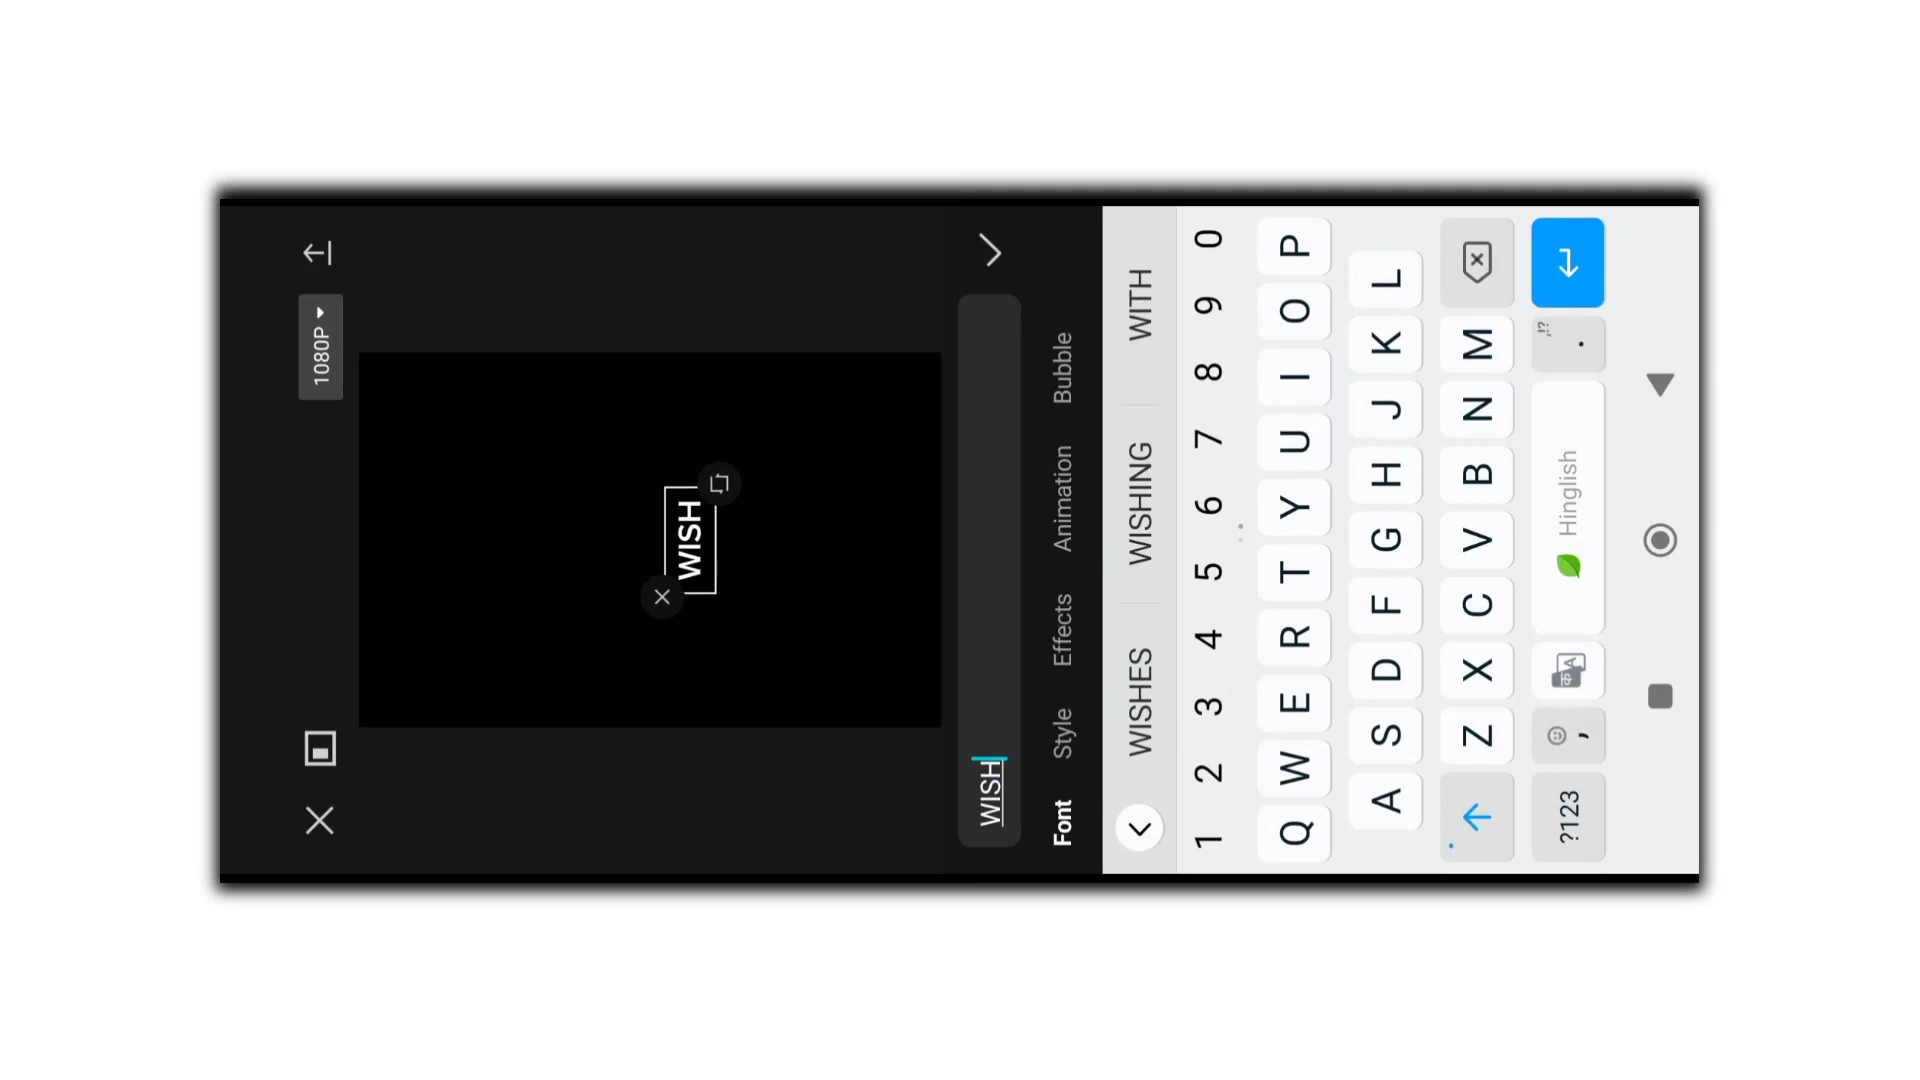 1080P
WISH
WISH
Font Style Effects Animation Bubble
WISHES WISHING WITH
1 2 3 4 5 6 7 8 9 0
Q W E R T Y U I O P
A S D F G H J K L
Z X C V B N M
?123 , क A Hinglish ,!? .